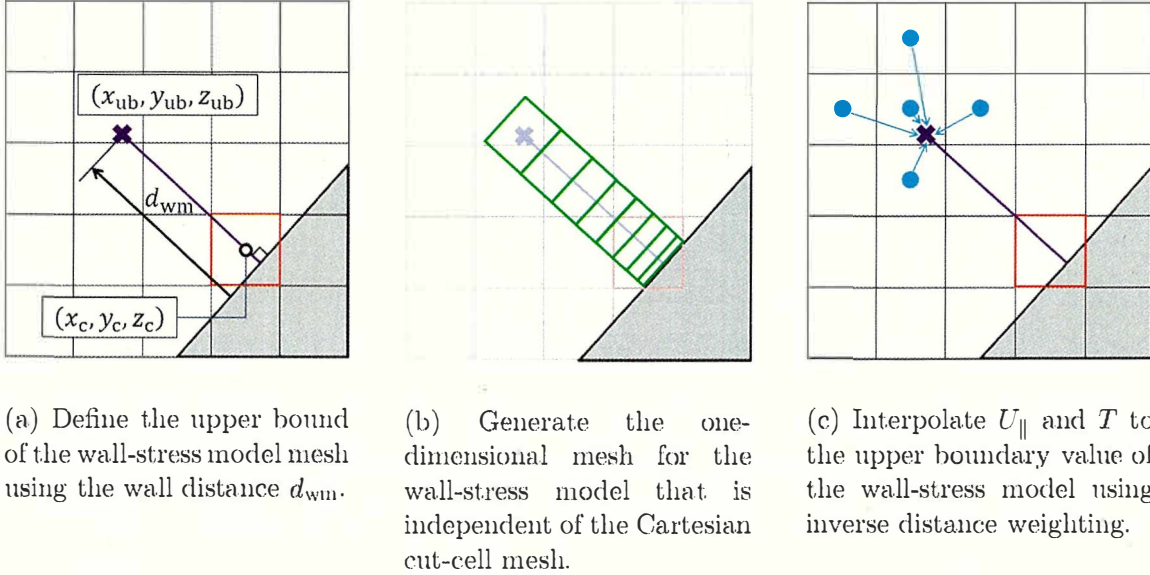 (x_ub, y_ub, z_ub)
d_wm
(x_c, y_c, z_c)
(a) Define the upper bound
of the wall-stress model mesh
using the wall distance d_wm.
(b) Generate the one-
dimensional mesh for the
wall-stress model that is
independent of the Cartesian
cut-cell mesh.
(c) Interpolate U_∥ and T to
the upper boundary value of
the wall-stress model using
inverse distance weighting.